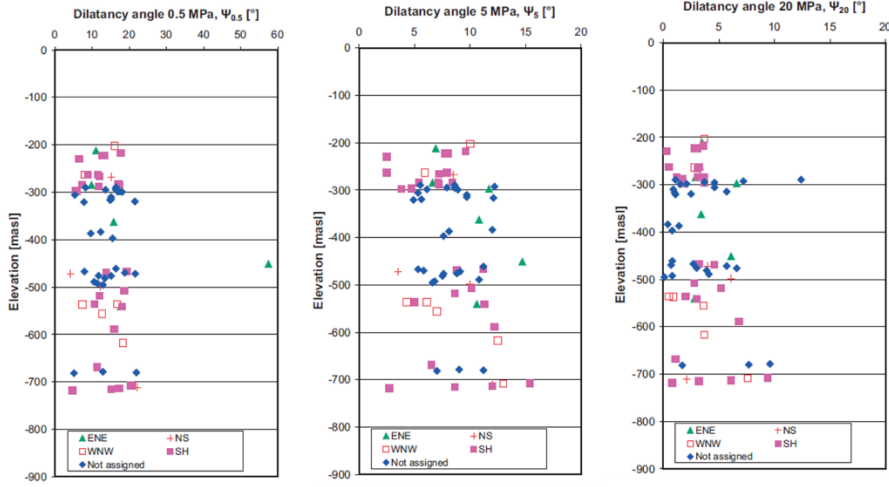 Dilatancy angle 0.5 MPa, Ψ0.5 [°]
0 10 20 30 40 50 60
0
-100
-200
-300
-400
-500
-600
-700
-800
-900
Elevation [masl]
ENE NS
WNW SH
Not assigned
Dilatancy angle 5 MPa, Ψ5 [°]
0 5 10 15 20
0
-100
-200
-300
-400
-500
-600
-700
-800
-900
Elevation [masl]
ENE NS
WNW SH
Not assigned
Dilatancy angle 20 MPa, Ψ20 [°]
0 5 10 15 20
0
-100
-200
-300
-400
-500
-600
-700
-800
-900
Elevation [masl]
ENE NS
WNW SH
Not assigned